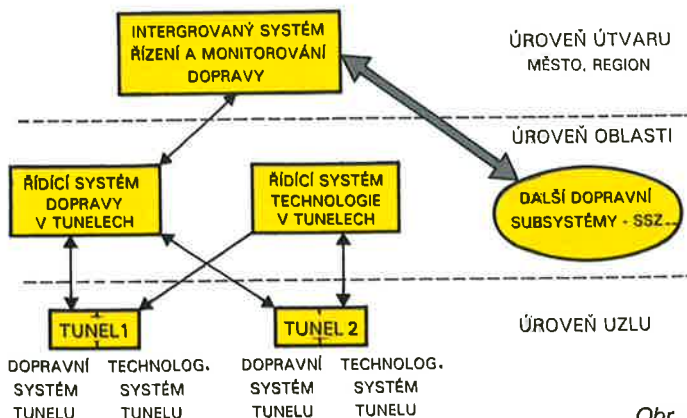 INTERGROVANÝ SYSTÉM
ŘÍZENÍ A MONITOROVÁNÍ
DOPRAVY
ÚROVEŇ ÚTVARU
MĚSTO, REGION
ÚROVEŇ OBLASTI
ŘÍDÍCÍ SYSTÉM
DOPRAVY
V TUNELECH
ŘÍDÍCÍ SYSTÉM
TECHNOLOGIE
V TUNELECH
DALŠÍ DOPRAVNÍ
SUBSYSTÉMY - SSZ...
TUNEL 1
TUNEL 2
ÚROVEŇ UZLU
DOPRAVNÍ
SYSTÉM
TUNELU
TECHNOLOG.
SYSTÉM
TUNELU
DOPRAVNÍ
SYSTÉM
TUNELU
TECHNOLOG.
SYSTÉM
TUNELU
Obr